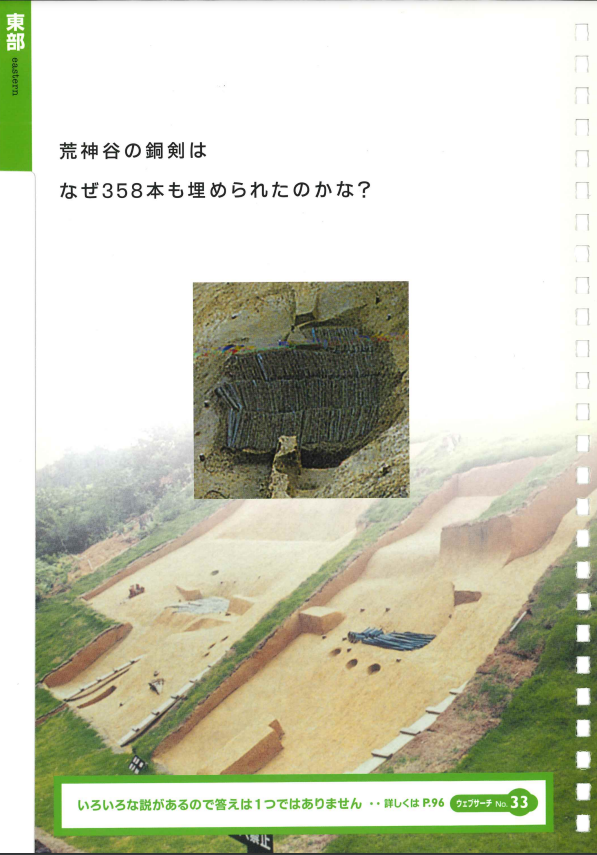 東部
eastern
荒神谷の銅剣は
なぜ358本も埋められたのかな?
いろいろな説があるので答えは1つではありません ・・詳しくは P.96 ウェブサーチ No.33
禁止